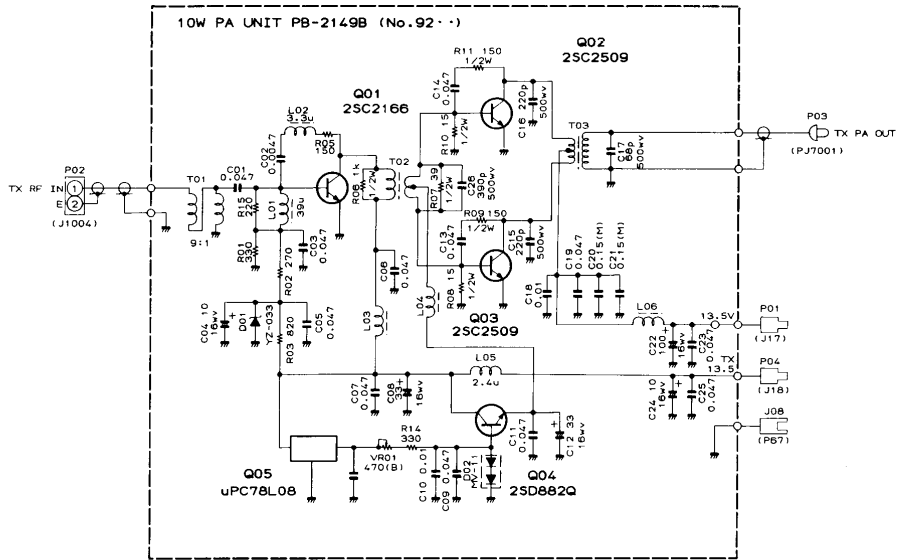 10W PA UNIT PB-2149B (No.92··)
Q02
2SC2509
R11 150
1/2W
C14
0.047
R10 15
1/2W
C16 220p
500wv
Q01
2SC2166
L02
3.3u
R05
150
C02
0.0047
T03
C17
68p
500wv
P03
TX PA OUT
(PJ7001)
P02
TX RF IN
1
E
2
(J1004)
T01
9:1
C01
0.047
R15
220
L01
39u
R01
330
C03
0.047
R06 1k
1/2W
T02
R07 39
1/2W
C26
390p
500wv
R09 150
1/2W
C13
0.047
C15
220p
500wv
R08 15
1/2W
Q03
2SC2509
R02 270
C06
0.047
L03
L04
C18
0.01
C19
0.047
C20
0.15(M)
C21
0.15(M)
L06
13.5V
P01
(J17)
C22
100
16wv
C23
0.047
C04 10
16wv
D01
YZ-033
R03 820
C05
0.047
L05
2.4u
TX
13.5
P04
(J18)
C24 10
16wv
C25
0.047
C07
0.047
C08
33
16wv
C11
0.047
C12 33
16wv
J08
(P67)
R14
330
VR01
470(B)
C10 0.01
C09 0.047
D02
MV-11
Q05
uPC78L08
Q04
2SD882Q